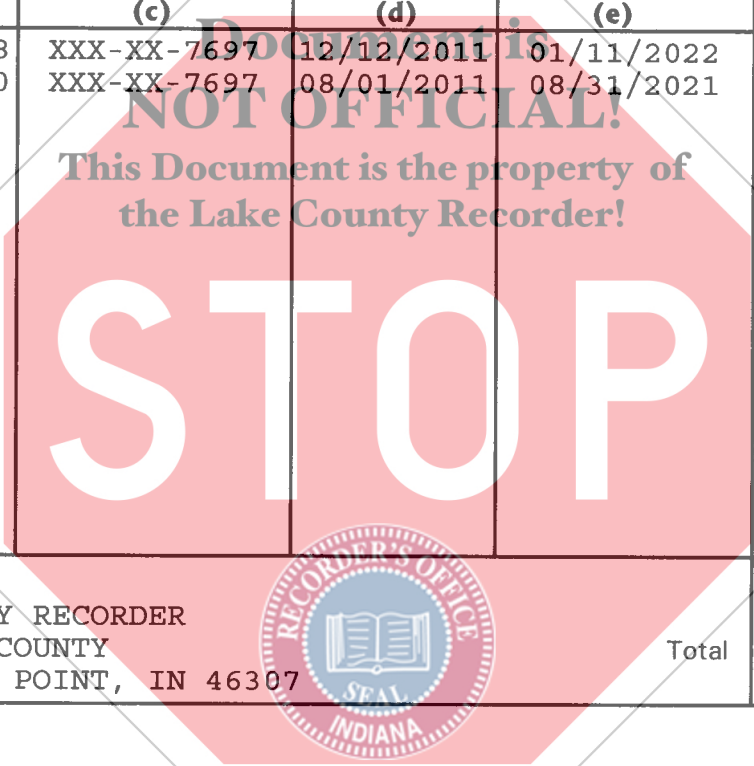 (c) (d) (e)
Document is
8 XXX-XX-7697 12/12/2011 01/11/2022
0 XXX-XX-7697 08/01/2011 08/31/2021
NOT OFFICIAL!
This Document is the property of
the Lake County Recorder!
STOP
RECORDER'S OFFICE
SEAL
INDIANA
Y RECORDER
COUNTY
Total
POINT, IN 46307